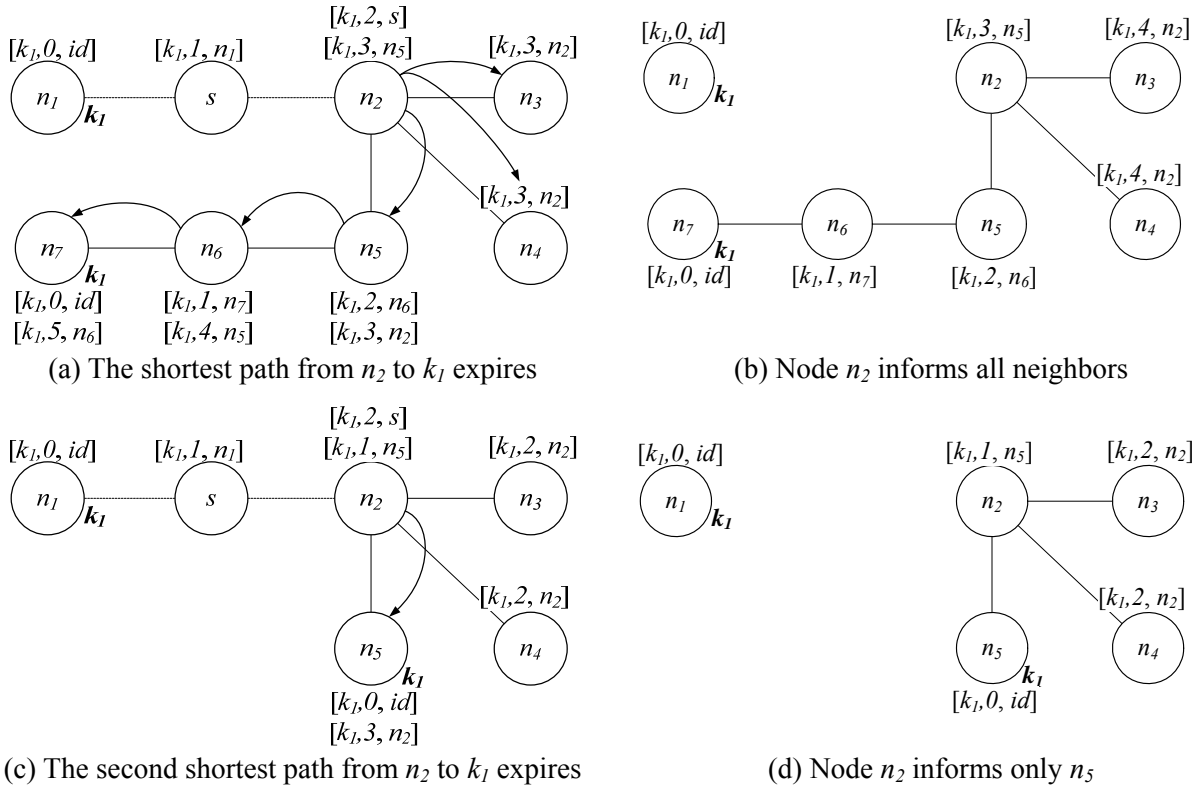 [k1,2, s]
[k1,0, id] [k1,1, n1] [k1,3, n5] [k1,3, n2]
n1 s n2 n3
k1
[k1,3, n2]
n7 n6 n5 n4
k1
[k1,0, id] [k1,1, n7] [k1,2, n6]
[k1,5, n6] [k1,4, n5] [k1,3, n2]
(a) The shortest path from n2 to k1 expires
[k1,0, id] [k1,3, n5] [k1,4, n2]
n1 n2 n3
k1
[k1,4, n2]
n7 n6 n5 n4
k1
[k1,0, id] [k1,1, n7] [k1,2, n6]
(b) Node n2 informs all neighbors
[k1,2, s]
[k1,0, id] [k1,1, n1] [k1,1, n5] [k1,2, n2]
n1 s n2 n3
k1
[k1,2, n2]
n5 n4
k1
[k1,0, id]
[k1,3, n2]
(c) The second shortest path from n2 to k1 expires
[k1,0, id] [k1,1, n5] [k1,2, n2]
n1 n2 n3
k1
[k1,2, n2]
n5 n4
k1
[k1,0, id]
(d) Node n2 informs only n5